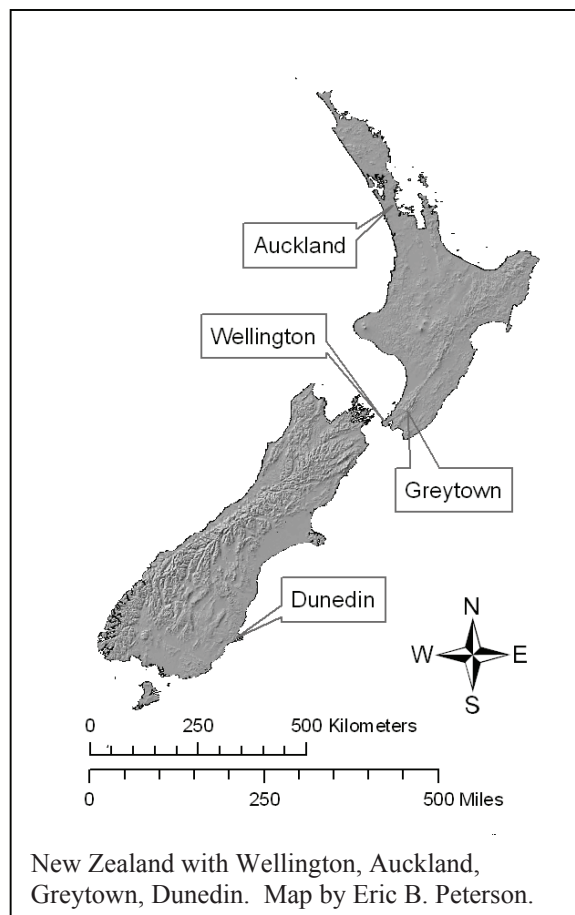 Auckland
Wellington
Greytown
Dunedin
N
W E
S
0 250 500 Kilometers
0 250 500 Miles
New Zealand with Wellington, Auckland,
Greytown, Dunedin. Map by Eric B. Peterson.